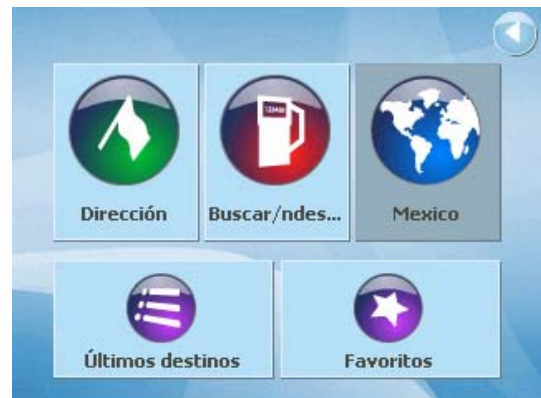 Dirección
Buscar/ndes...
Mexico
Últimos destinos
Favoritos